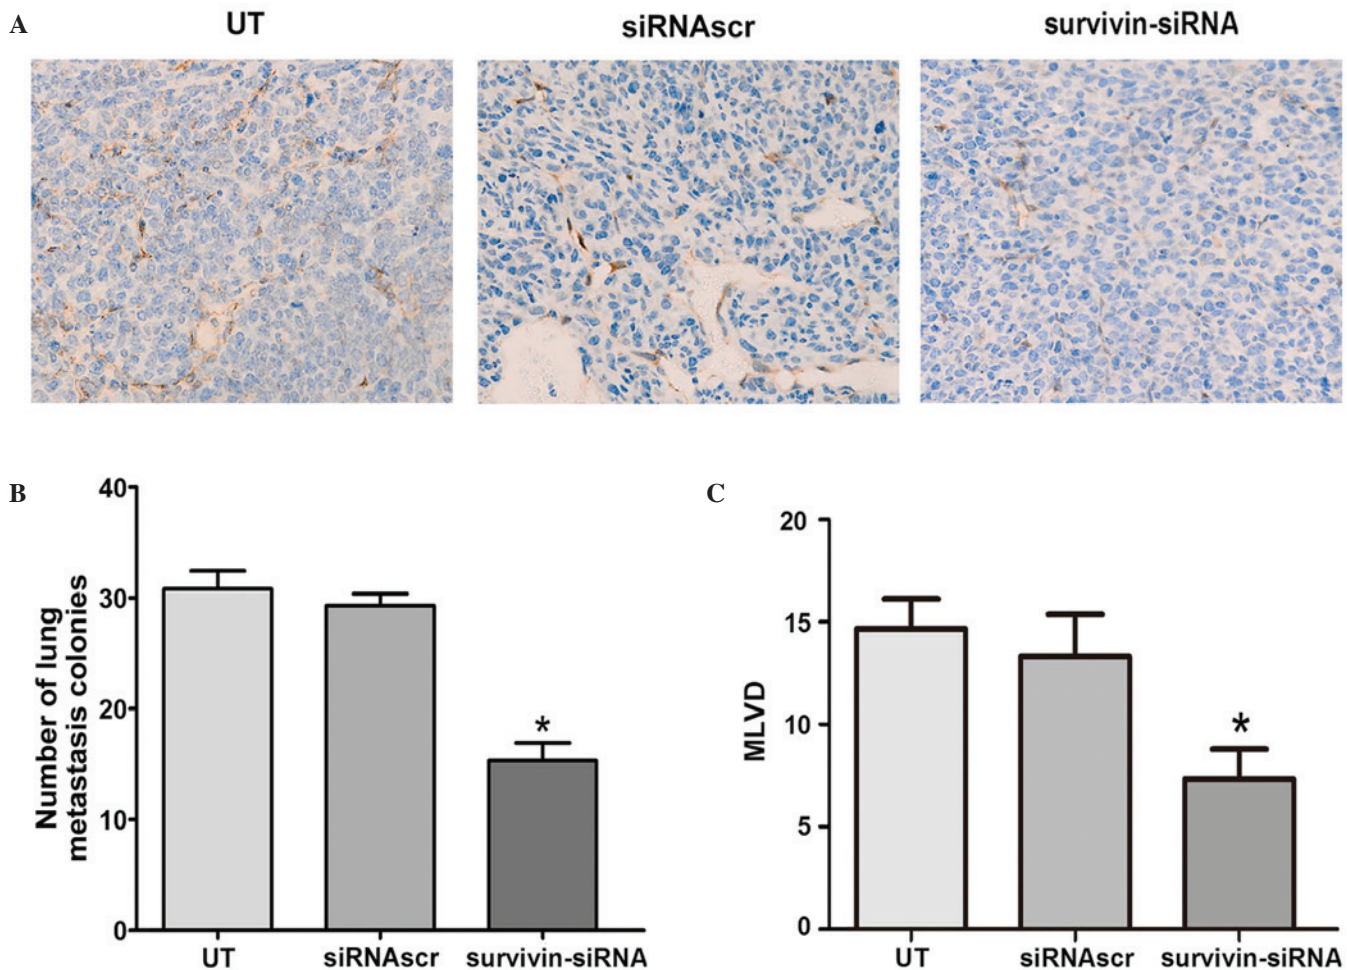 A
UT
siRNAscr
survivin-siRNA
B
Number of lung
metastasis colonies
40
30
20
10
0
UT
siRNAscr
survivin-siRNA
*
C
MLVD
20
15
10
5
0
UT
siRNAscr
survivin-siRNA
*